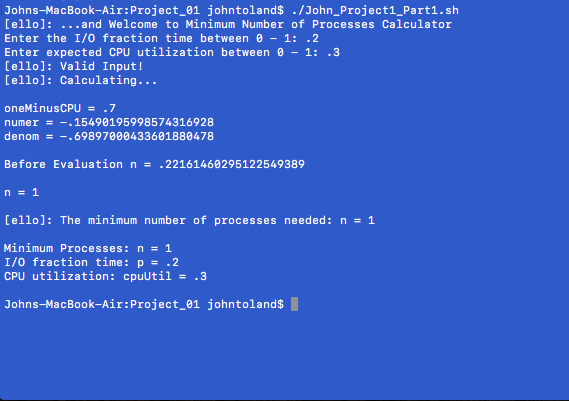 Johns-MacBook-Air:Project_01 johntoland$ ./John_Project1_Part1.sh
[ello]: ...and Welcome to Minimum Number of Processes Calculator
Enter the I/O fraction time between 0 - 1: .2
Enter expected CPU utilization between 0 - 1: .3
[ello]: Valid Input!
[ello]: Calculating...
oneMinusCPU = .7
numer = -.15490195998574316928
denom = -.69897000433601880478
Before Evaluation n = .22161460295122549389
n = 1
[ello]: The minimum number of processes needed: n = 1
Minimum Processes: n = 1
I/O fraction time: p = .2
CPU utilization: cpuUtil = .3
Johns-MacBook-Air:Project_01 johntoland$